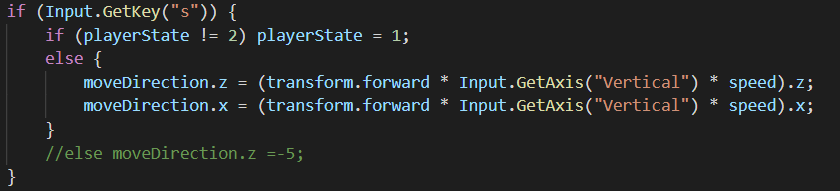 if (Input.GetKey("s")) {
    if (playerState != 2) playerState = 1;
    else {
        moveDirection.z = (transform.forward * Input.GetAxis("Vertical") * speed).z;
        moveDirection.x = (transform.forward * Input.GetAxis("Vertical") * speed).x;
    }
    //else moveDirection.z =-5;
}